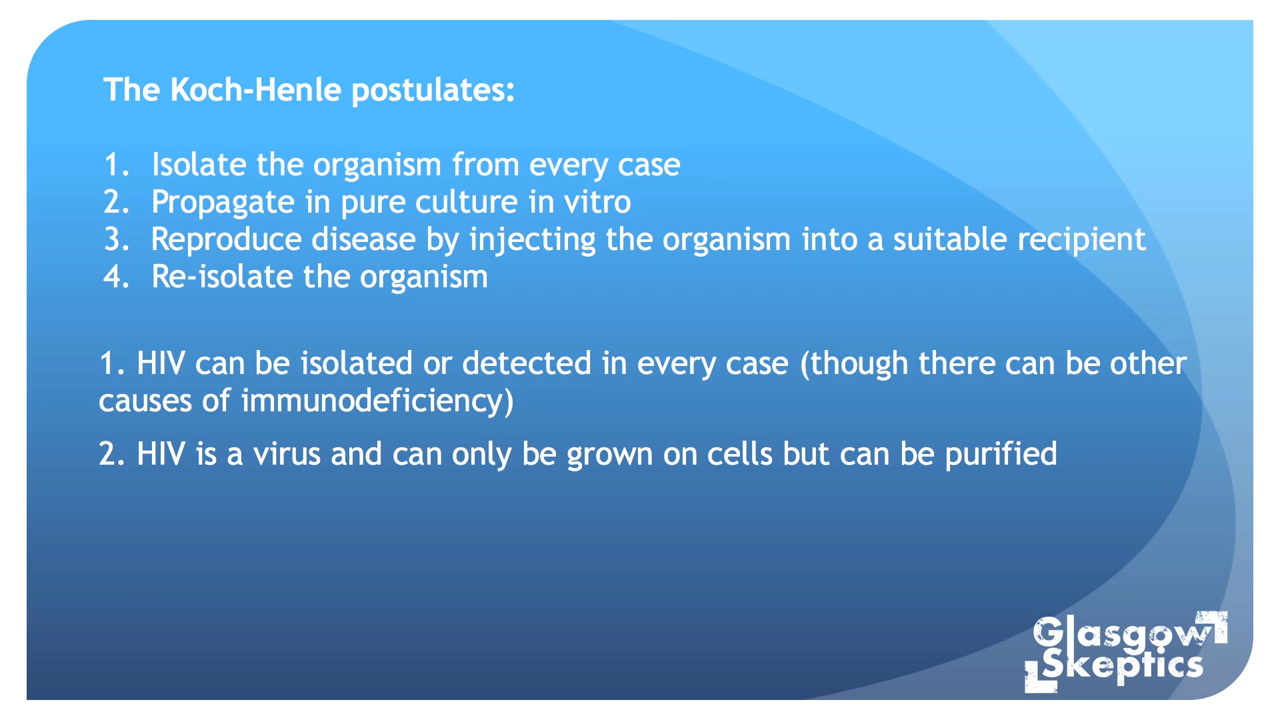 The Koch-Henle postulates:
1. Isolate the organism from every case
2. Propagate in pure culture in vitro
3. Reproduce disease by injecting the organism into a suitable recipient
4. Re-isolate the organism
1. HIV can be isolated or detected in every case (though there can be other
causes of immunodeficiency)
2. HIV is a virus and can only be grown on cells but can be purified
Glasgow
Skeptics